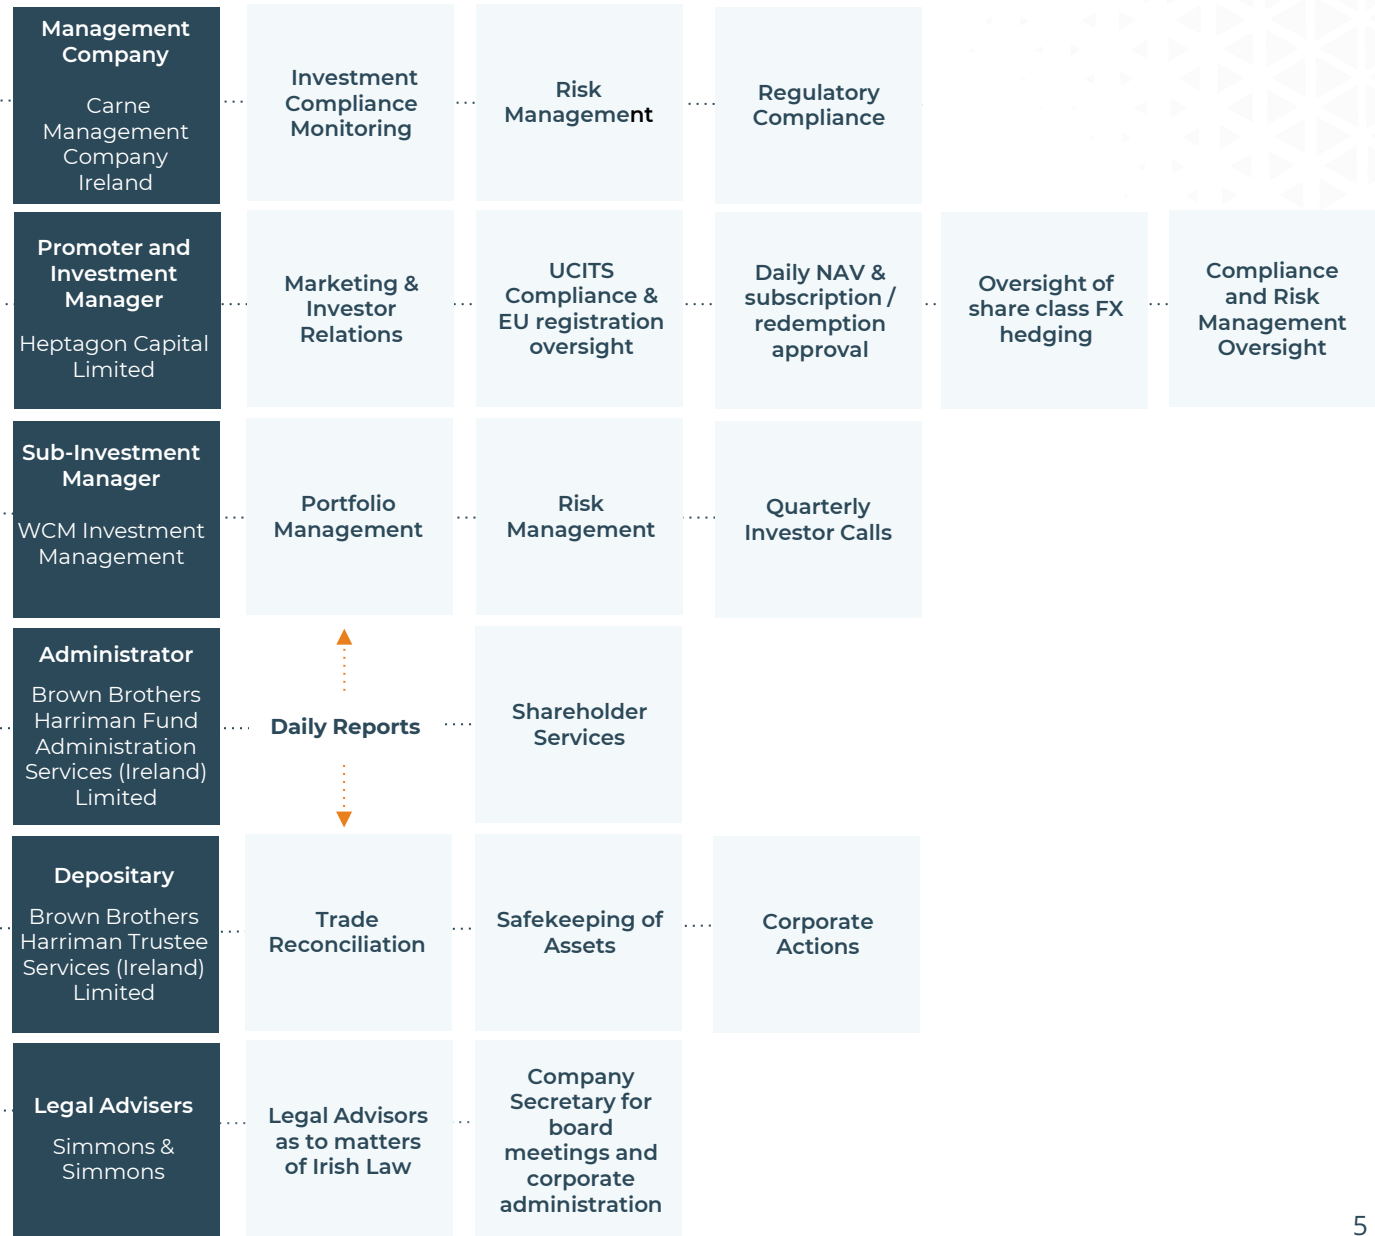 Management
Company
Carne
Management
Company
Ireland
Investment
Compliance
Monitoring
Risk
Management
Regulatory
Compliance
Promoter and
Investment
Manager
Heptagon Capital
Limited
Marketing &
Investor
Relations
UCITS
Compliance &
EU registration
oversight
Daily NAV &
subscription /
redemption
approval
Oversight of
share class FX
hedging
Compliance
and Risk
Management
Oversight
Sub-Investment
Manager
WCM Investment
Management
Portfolio
Management
Risk
Management
Quarterly
Investor Calls
Administrator
Brown Brothers
Harriman Fund
Administration
Services (Ireland)
Limited
Daily Reports
Shareholder
Services
Depositary
Brown Brothers
Harriman Trustee
Services (Ireland)
Limited
Trade
Reconciliation
Safekeeping of
Assets
Corporate
Actions
Legal Advisers
Simmons &
Simmons
Legal Advisors
as to matters
of Irish Law
Company
Secretary for
board
meetings and
corporate
administration
5